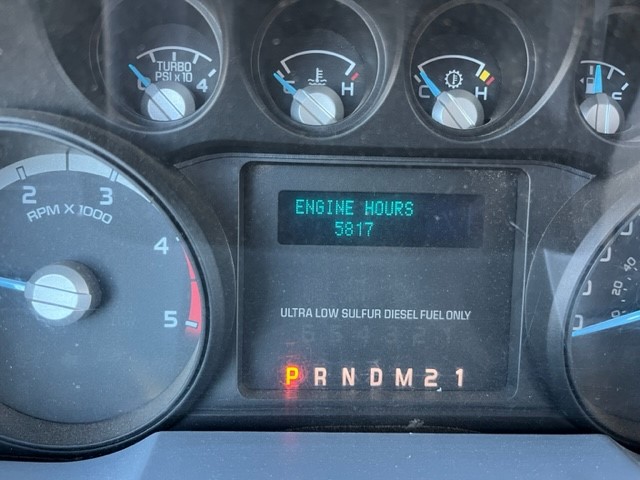 TURBO
PSI x 10
0 4
H
C H
2 3
RPM X 1000
4
5
ENGINE HOURS
5817
ULTRA LOW SULFUR DIESEL FUEL ONLY
P R N D M 2 1
40
20